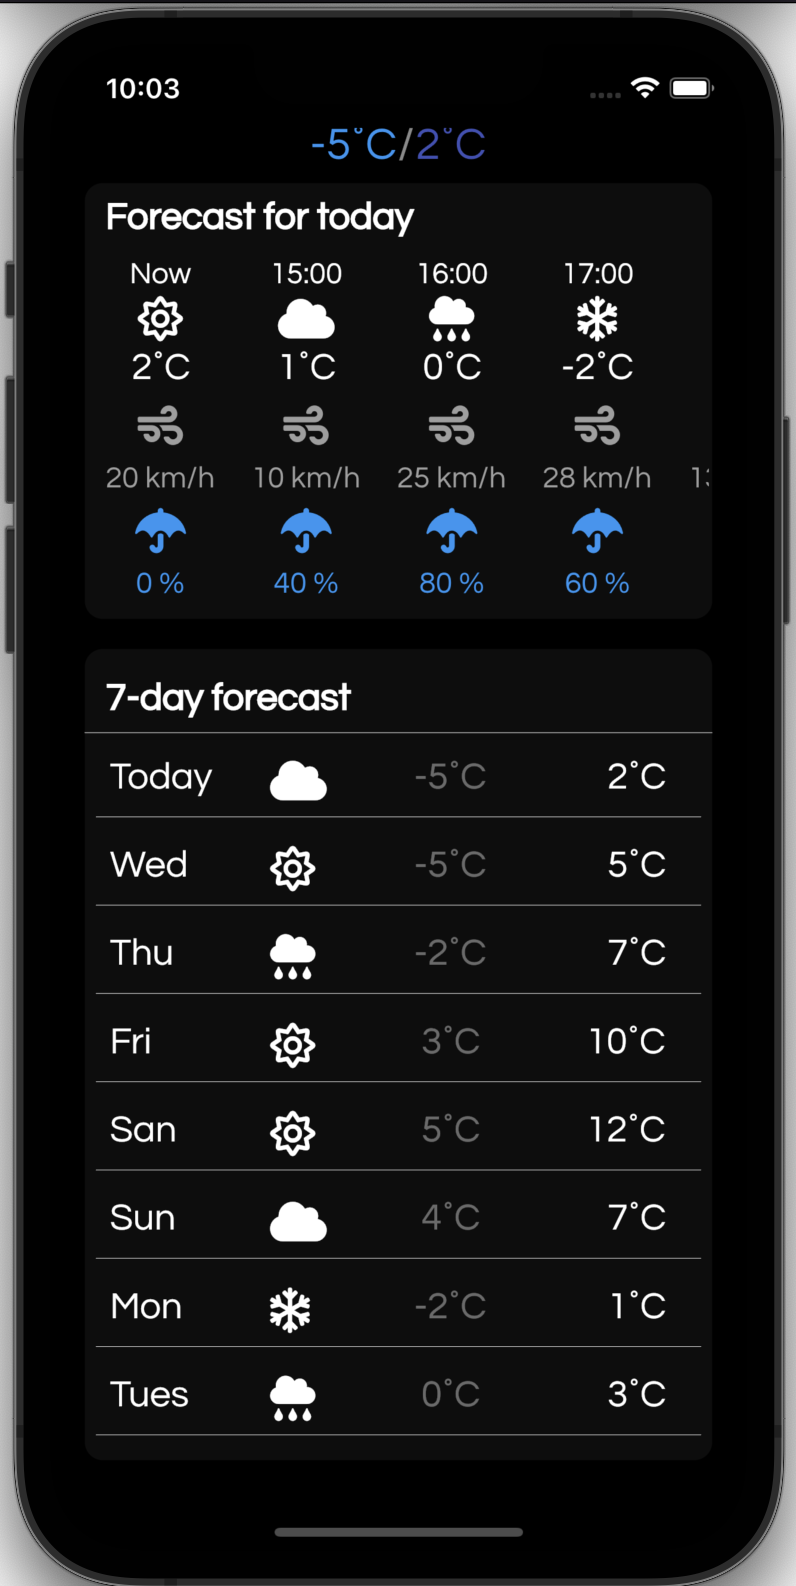 10:03
-5°C/2°C
Forecast for today
Now 15:00 16:00 17:00
2°C 1°C 0°C -2°C
20 km/h 10 km/h 25 km/h 28 km/h
0 % 40 % 80 % 60 %
7-day forecast
Today -5°C 2°C
Wed -5°C 5°C
Thu -2°C 7°C
Fri 3°C 10°C
San 5°C 12°C
Sun 4°C 7°C
Mon -2°C 1°C
Tues 0°C 3°C